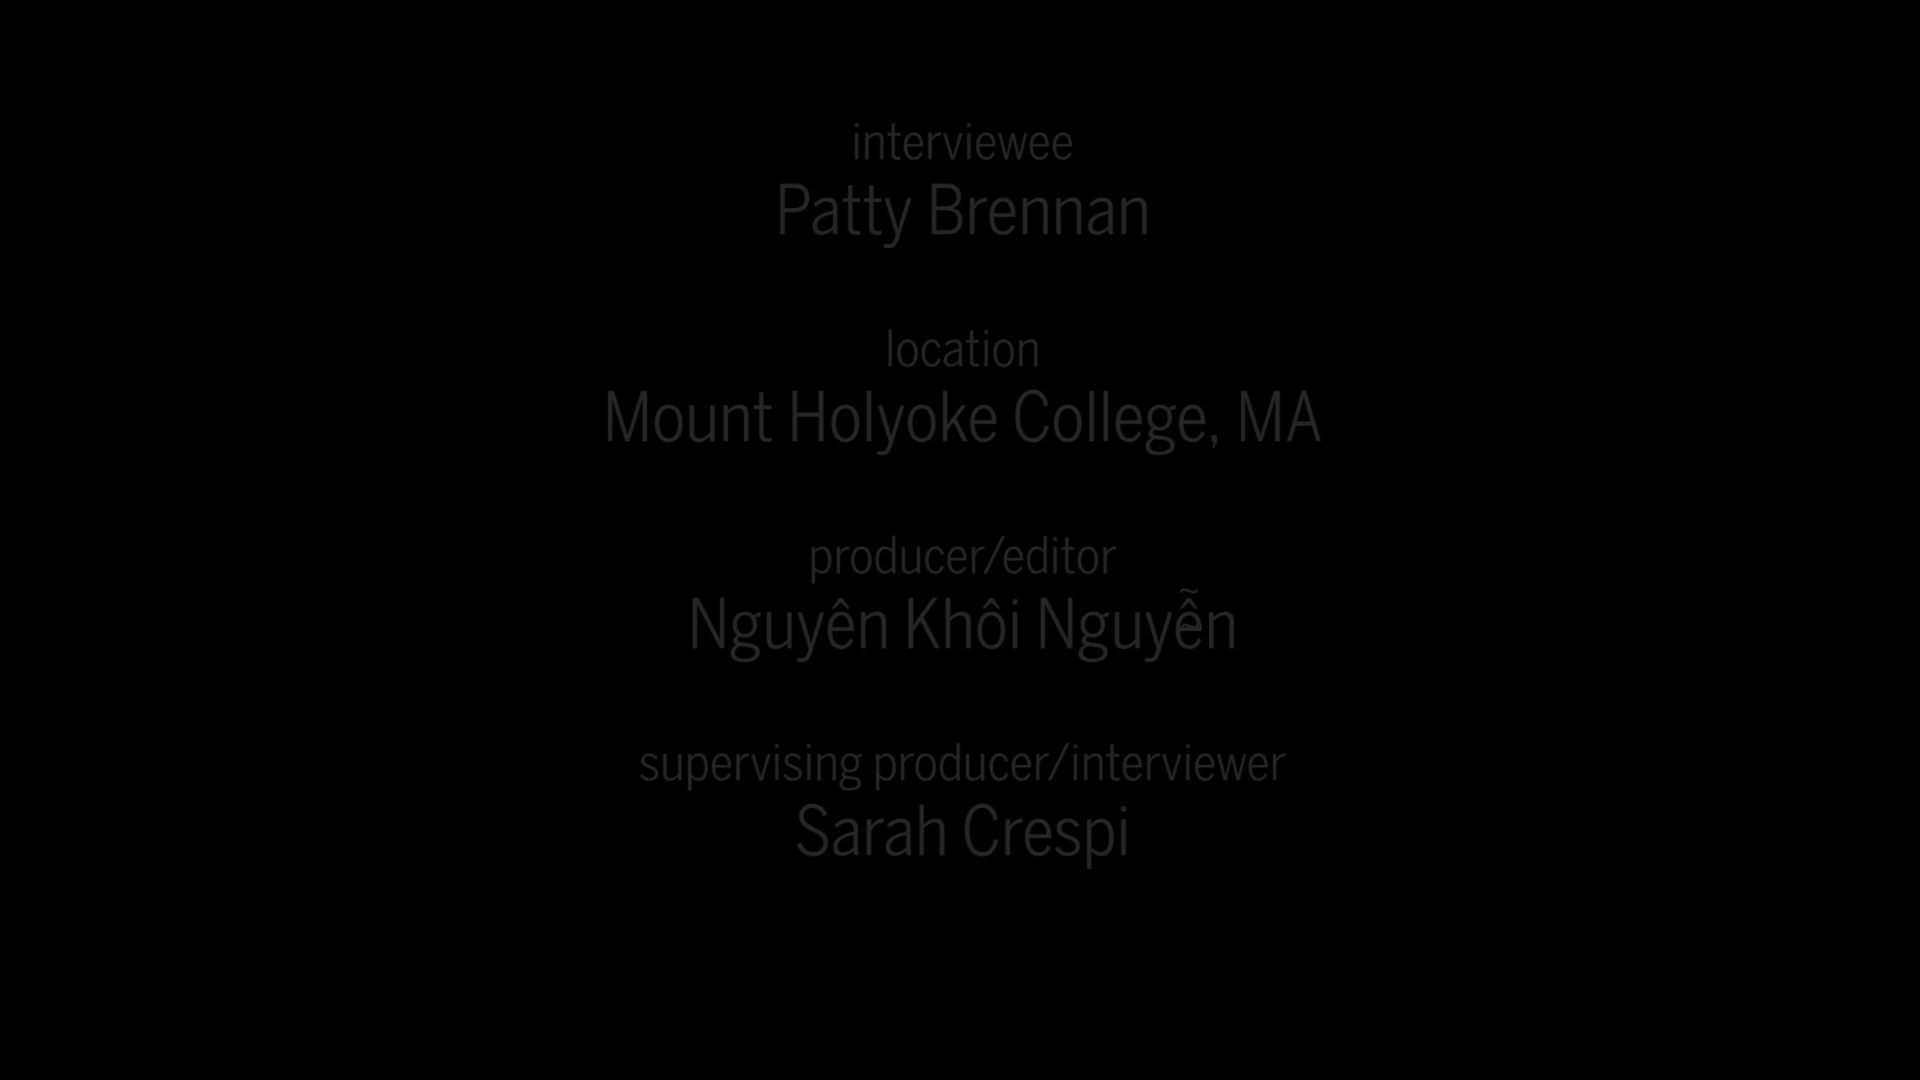 interviewee
Patty Brennan
location
Mount Holyoke College, MA
producer/editor
Nguyên Khôi Nguyễn
supervising producer/interviewer
Sarah Crespi